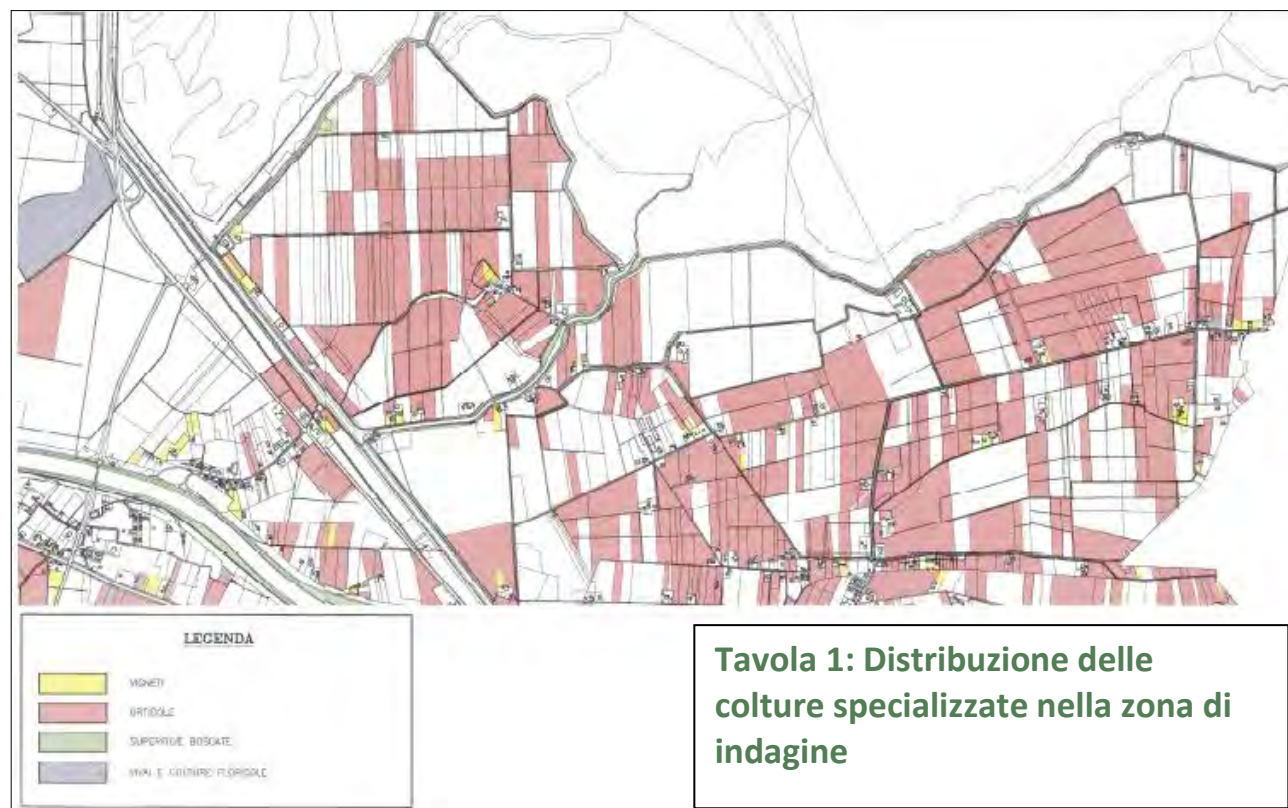 LEGENDA
VIGNETI
ORTICOLE
SUPERFICIE BOSCATE
VIVAI E COLTURE FLORICOLE
Tavola 1: Distribuzione delle
colture specializzate nella zona di
indagine